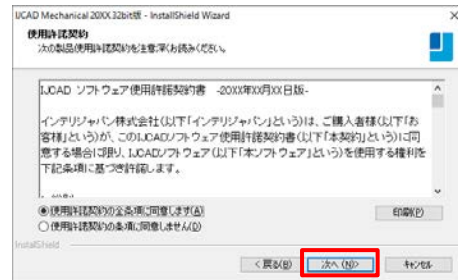 IJCAD Mechanical 20XX 32bit版 - InstallShield Wizard
使用許諾契約
次の製品使用許諾契約を注意深くお読みください。
IJCAD ソフトウェア使用許諾契約書 -20XX年XX月XX日版-
インテリジャパン株式会社(以下「インテリジャパン」という)は、ご購入者様(以下「お
客様」という)が、このIJCADソフトウェア使用許諾契約書(以下「本契約」という)に同
意する場合に限り、IJCADソフトウェア(以下「本ソフトウェア」という)を使用する権利を
下記条項に基づき許諾します。
使用許諾契約の全条項に同意します(A)
印刷(P)
使用許諾契約の条項に同意しません(D)
InstallShield
< 戻る(B)
次へ(N)>
キャンセル